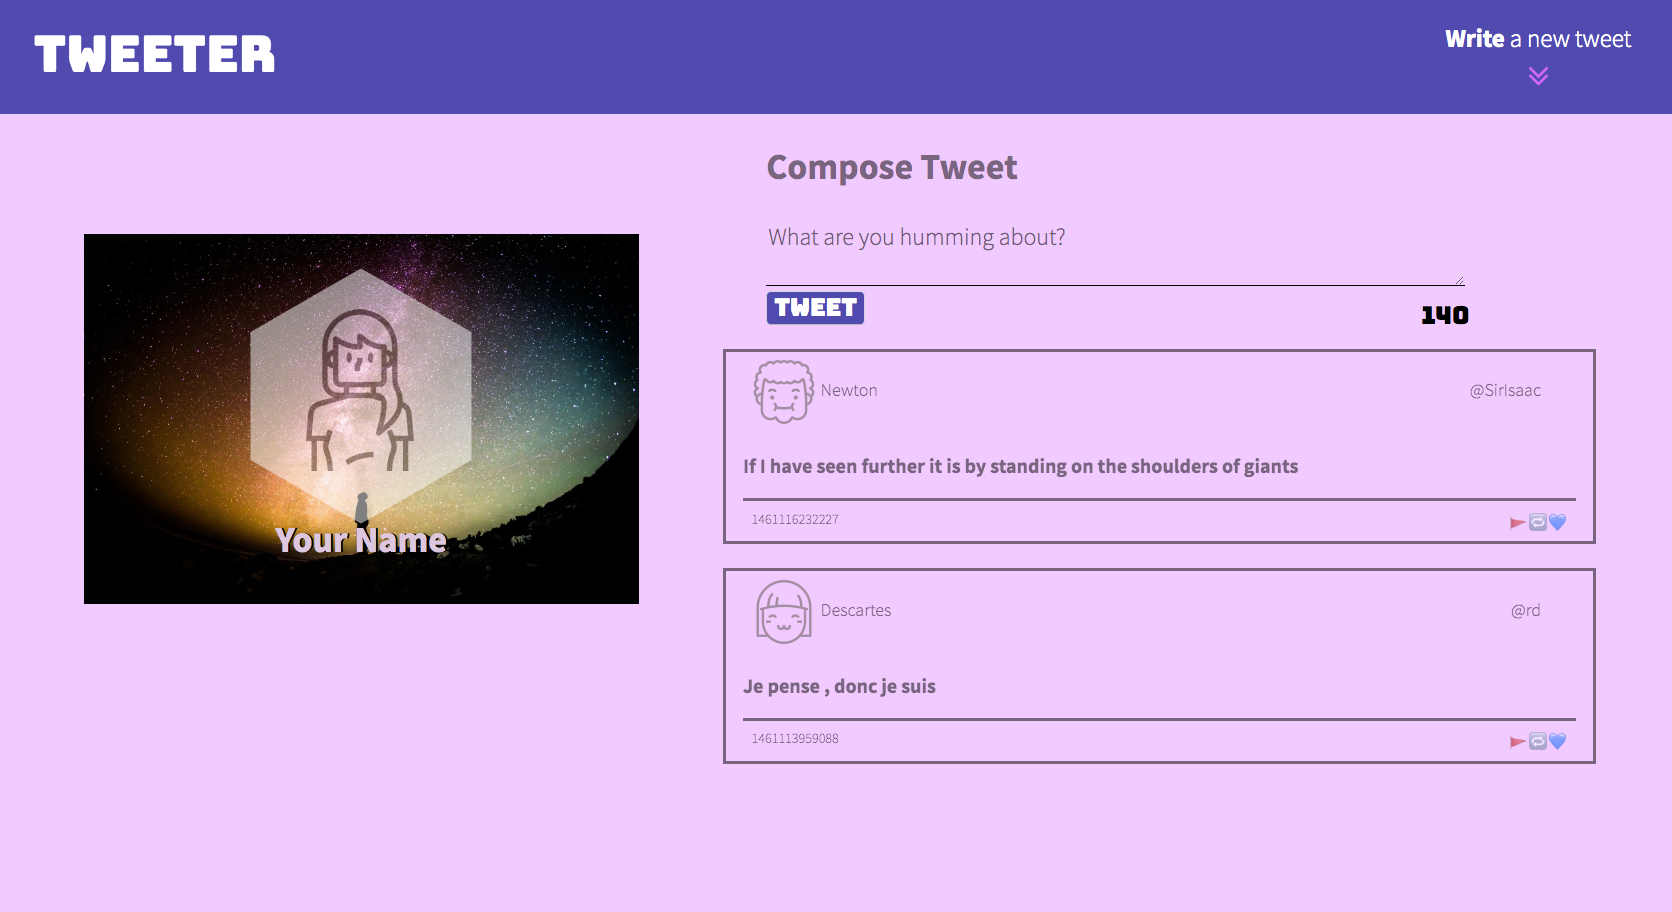 TWEETER
Write a new tweet
Your Name
Compose Tweet
What are you humming about?
TWEET
140
Newton
@SirIsaac
If I have seen further it is by standing on the shoulders of giants
1461116232227
Descartes
@rd
Je pense , donc je suis
1461113959088